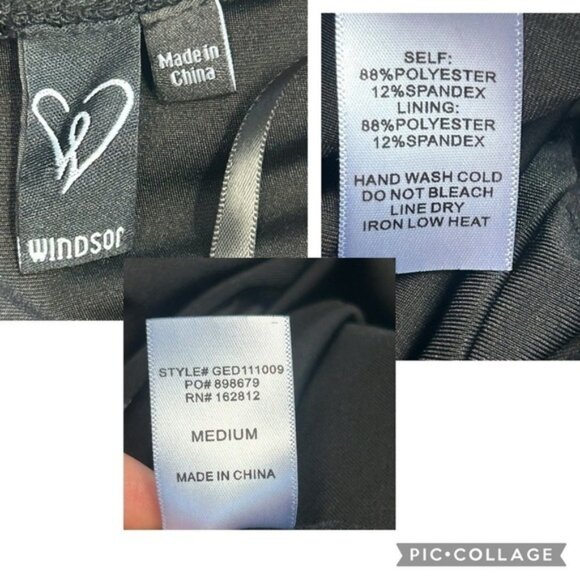 WINDSOR
Made in
China
SELF:
88%POLYESTER
12%SPANDEX
LINING:
88%POLYESTER
12%SPANDEX
HAND WASH COLD
DO NOT BLEACH
LINE DRY
IRON LOW HEAT
STYLE# GED111009
PO# 898679
RN# 162812
MEDIUM
MADE IN CHINA
PIC•COLLAGE